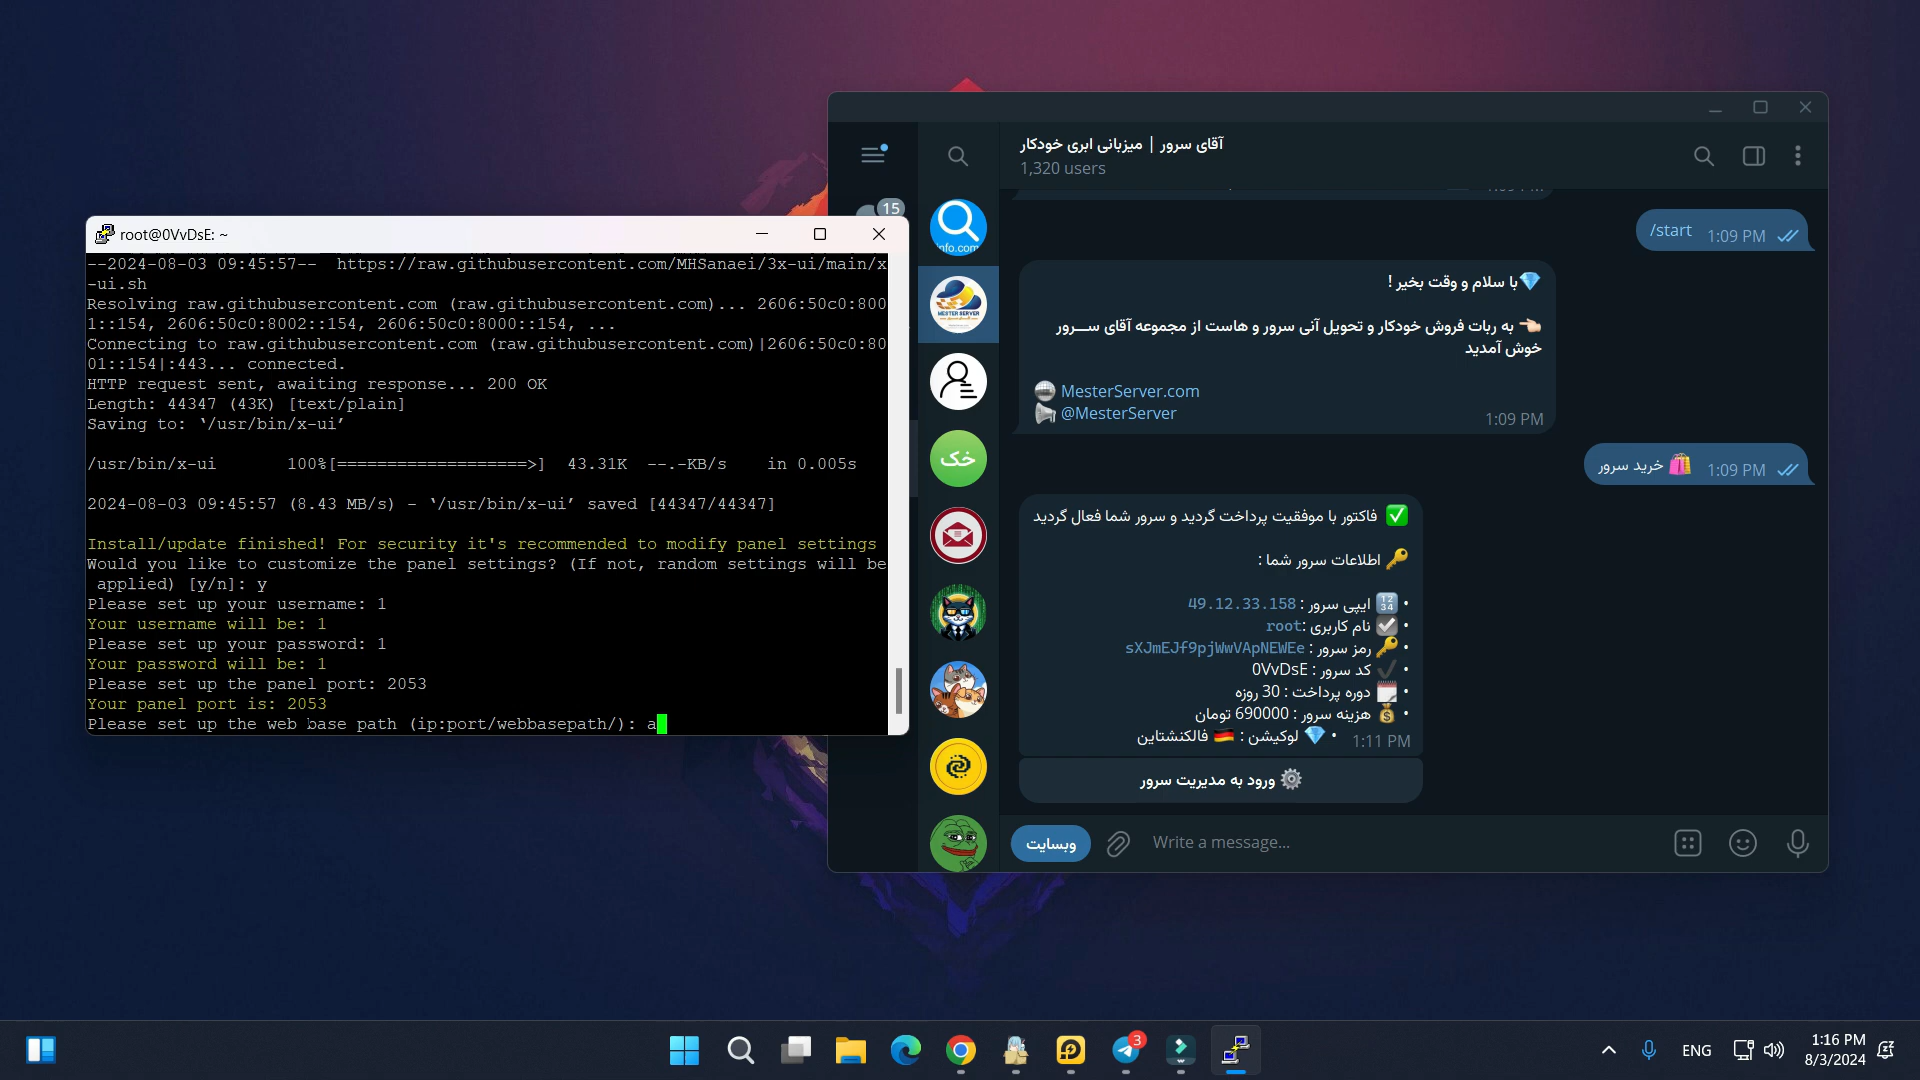 root@0VvDsE: ~
--2024-08-03 09:45:57--  https://raw.githubusercontent.com/MHSanaei/3x-ui/main/x
-ui.sh
Resolving raw.githubusercontent.com (raw.githubusercontent.com)... 2606:50c0:800
1::154, 2606:50c0:8002::154, 2606:50c0:8000::154, ...
Connecting to raw.githubusercontent.com (raw.githubusercontent.com)|2606:50c0:80
01::154|:443... connected.
HTTP request sent, awaiting response... 200 OK
Length: 44347 (43K) [text/plain]
Saving to: ‘/usr/bin/x-ui’
/usr/bin/x-ui       100%[===================>]  43.31K  --.-KB/s    in 0.005s
2024-08-03 09:45:57 (8.43 MB/s) - ‘/usr/bin/x-ui’ saved [44347/44347]
Install/update finished! For security it's recommended to modify panel settings
Would you like to customize the panel settings? (If not, random settings will be
 applied) [y/n]: y
Please set up your username: 1
Your username will be: 1
Please set up your password: 1
Your password will be: 1
Please set up the panel port: 2053
Your panel port is: 2053
Please set up the web base path (ip:port/webbasepath/): a
15
info.com
MESTER SERVER
خک
آقای سرور | میزبانی ابری خودکار
1,320 users
/start 1:09 PM
💎با سلام و وقت بخیر !
👈🏻 به ربات فروش خودکار و تحویل آنی سرور و هاست از مجموعه آقای ســرور
خوش آمدید
MesterServer.com
@MesterServer
1:09 PM
🛍 خرید سرور 1:09 PM
✅ فاکتور با موفقیت پرداخت گردید و سرور شما فعال گردید
🔑 اطلاعات سرور شما :
• 🔢 ایپی سرور : 49.12.33.158
• ☑️ نام کاربری :root
• 🔑 رمز سرور : sXJmEJf9pjWwVApNEWEe
• ✔️ کد سرور : 0VvDsE
• 🗓 دوره پرداخت : 30 روزه
• 💰 هزینه سرور : 690000 تومان
• 💎 لوکیشن : 🇩🇪 فالکنشتاین
1:11 PM
⚙️ ورود به مدیریت سرور
وبسایت
Write a message...
3
ENG
1:16 PM
8/3/2024